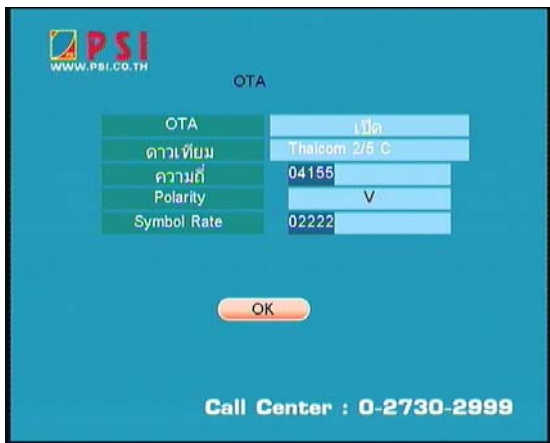 PSI
WWW.PSI.CO.TH
OTA
OTA เปิด
ดาวเทียม Thaicom 2/5 C
ความถี่ 04155
Polarity V
Symbol Rate 02222
OK
Call Center : 0-2730-2999